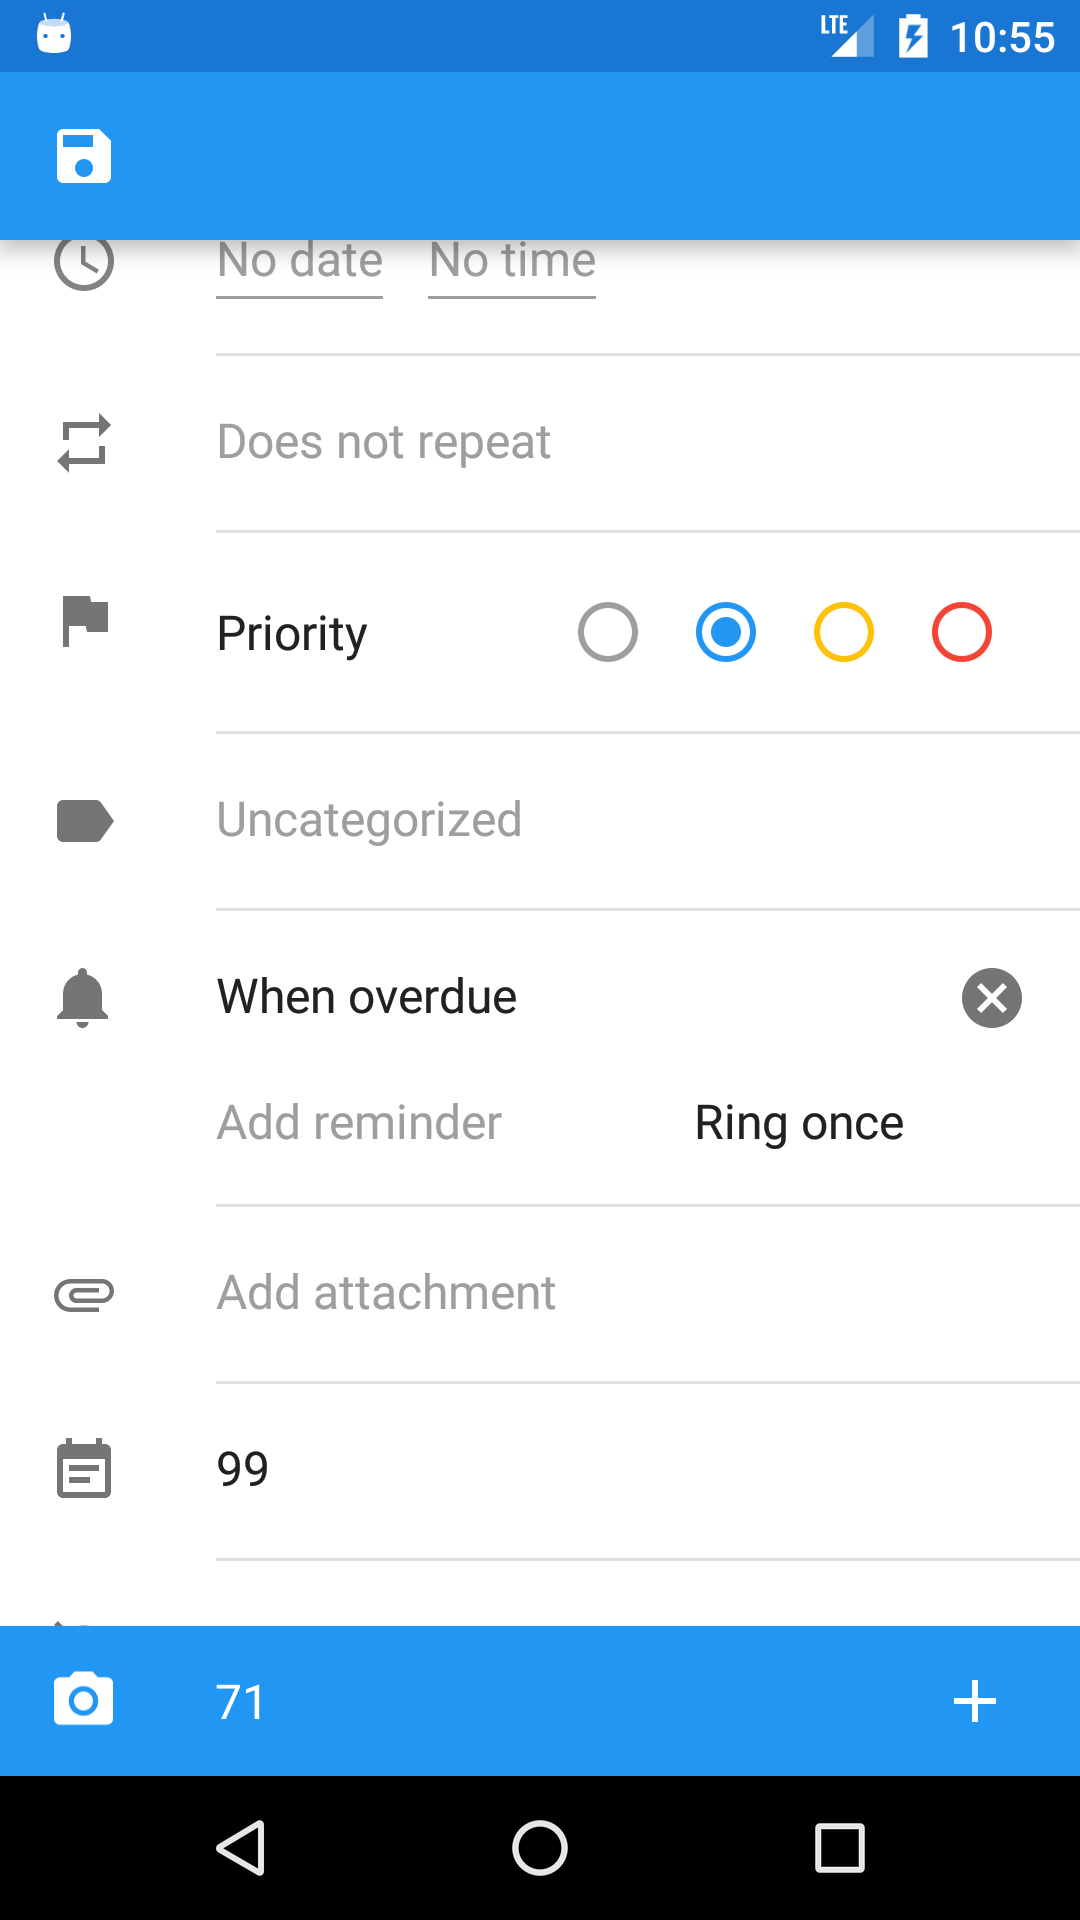 LTE 10:55
No date No time
Does not repeat
Priority
Uncategorized
When overdue
Add reminder Ring once
Add attachment
99
71